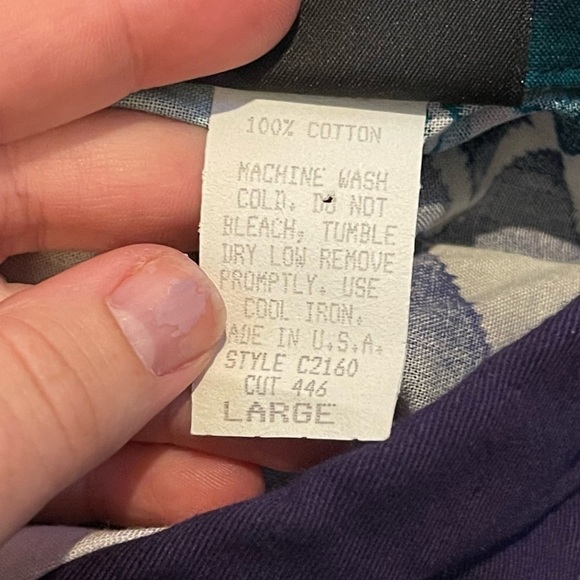 100% COTTON
MACHINE WASH
COLD. DO NOT
BLEACH, TUMBLE
DRY LOW REMOVE
PROMPTLY. USE
COOL IRON.
MADE IN U.S.A.
STYLE C2160
CUT 446
LARGE